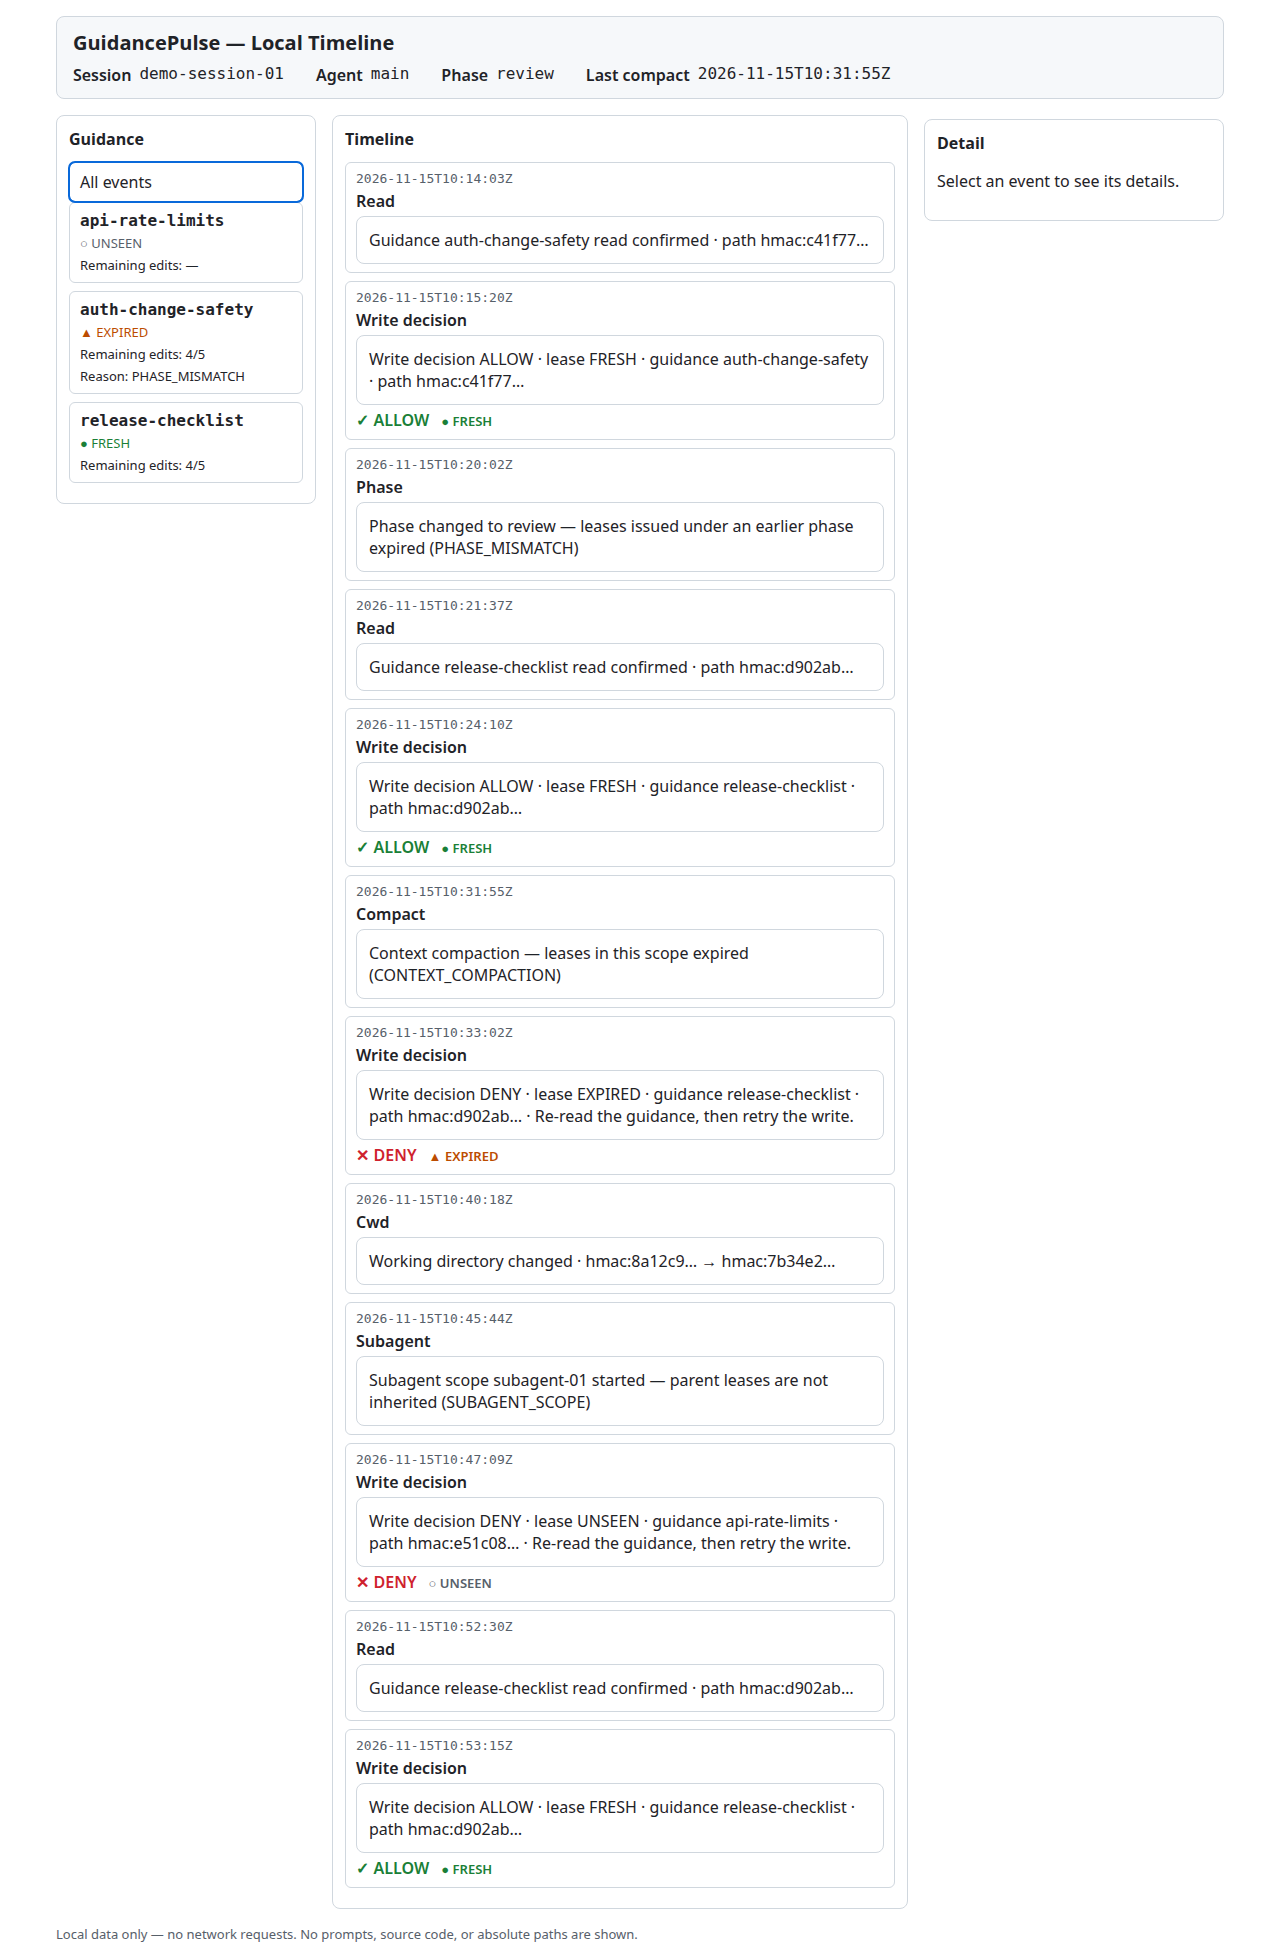 GuidancePulse — Local Timeline
Session demo-session-01 Agent main Phase review Last compact 2026-11-15T10:31:55Z
Guidance
All events
api-rate-limits
○ UNSEEN
Remaining edits: —
auth-change-safety
▲ EXPIRED
Remaining edits: 4/5
Reason: PHASE_MISMATCH
release-checklist
● FRESH
Remaining edits: 4/5
Timeline
2026-11-15T10:14:03Z
Read
Guidance auth-change-safety read confirmed · path hmac:c41f77…
2026-11-15T10:15:20Z
Write decision
Write decision ALLOW · lease FRESH · guidance auth-change-safety
· path hmac:c41f77…
✓ ALLOW ● FRESH
2026-11-15T10:20:02Z
Phase
Phase changed to review — leases issued under an earlier phase
expired (PHASE_MISMATCH)
2026-11-15T10:21:37Z
Read
Guidance release-checklist read confirmed · path hmac:d902ab…
2026-11-15T10:24:10Z
Write decision
Write decision ALLOW · lease FRESH · guidance release-checklist ·
path hmac:d902ab…
✓ ALLOW ● FRESH
2026-11-15T10:31:55Z
Compact
Context compaction — leases in this scope expired
(CONTEXT_COMPACTION)
2026-11-15T10:33:02Z
Write decision
Write decision DENY · lease EXPIRED · guidance release-checklist ·
path hmac:d902ab… · Re-read the guidance, then retry the write.
✕ DENY ▲ EXPIRED
2026-11-15T10:40:18Z
Cwd
Working directory changed · hmac:8a12c9… → hmac:7b34e2…
2026-11-15T10:45:44Z
Subagent
Subagent scope subagent-01 started — parent leases are not
inherited (SUBAGENT_SCOPE)
2026-11-15T10:47:09Z
Write decision
Write decision DENY · lease UNSEEN · guidance api-rate-limits ·
path hmac:e51c08… · Re-read the guidance, then retry the write.
✕ DENY ○ UNSEEN
2026-11-15T10:52:30Z
Read
Guidance release-checklist read confirmed · path hmac:d902ab…
2026-11-15T10:53:15Z
Write decision
Write decision ALLOW · lease FRESH · guidance release-checklist ·
path hmac:d902ab…
✓ ALLOW ● FRESH
Detail
Select an event to see its details.
Local data only — no network requests. No prompts, source code, or absolute paths are shown.